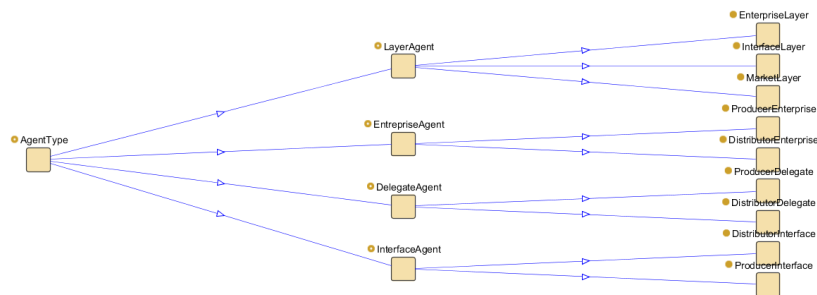 EnterpriseLayer
LayerAgent
InterfaceLayer
MarketLayer
ProducerEnterprise
EntrepriseAgent
DistributorEnterprise
AgentType
ProducerDelegate
DelegateAgent
DistributorDelegate
DistributorInterface
InterfaceAgent
ProducerInterface